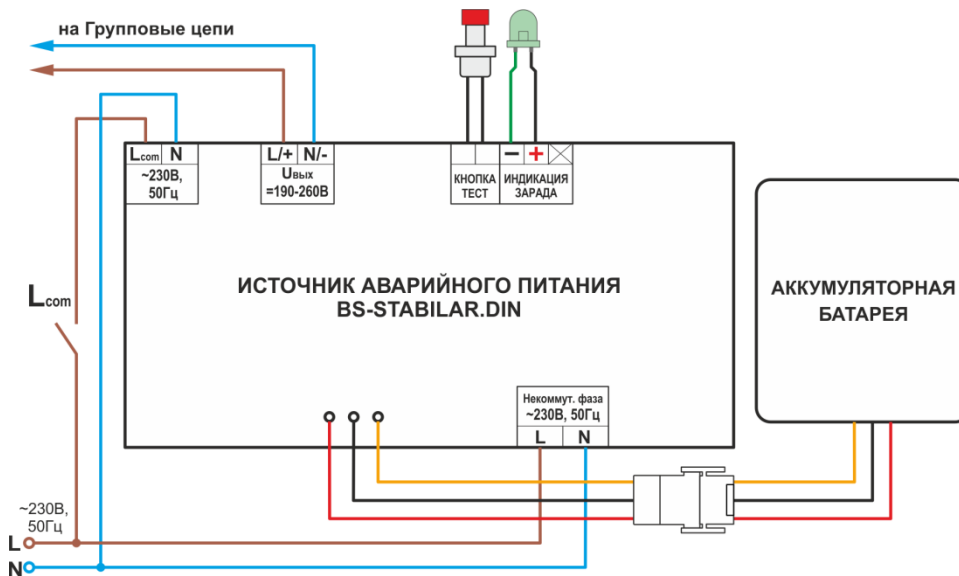 на Групповые цепи
Lcom N
~230В,
50Гц
L/+ N/-
Uвых
=190-260В
КНОПКА
ТЕСТ
− +
ИНДИКАЦИЯ
ЗАРАДА
Lcom
ИСТОЧНИК АВАРИЙНОГО ПИТАНИЯ
BS-STABILAR.DIN
АККУМУЛЯТОРНАЯ
БАТАРЕЯ
Некоммут. фаза
~230В, 50Гц
L N
~230В,
50Гц
L
N